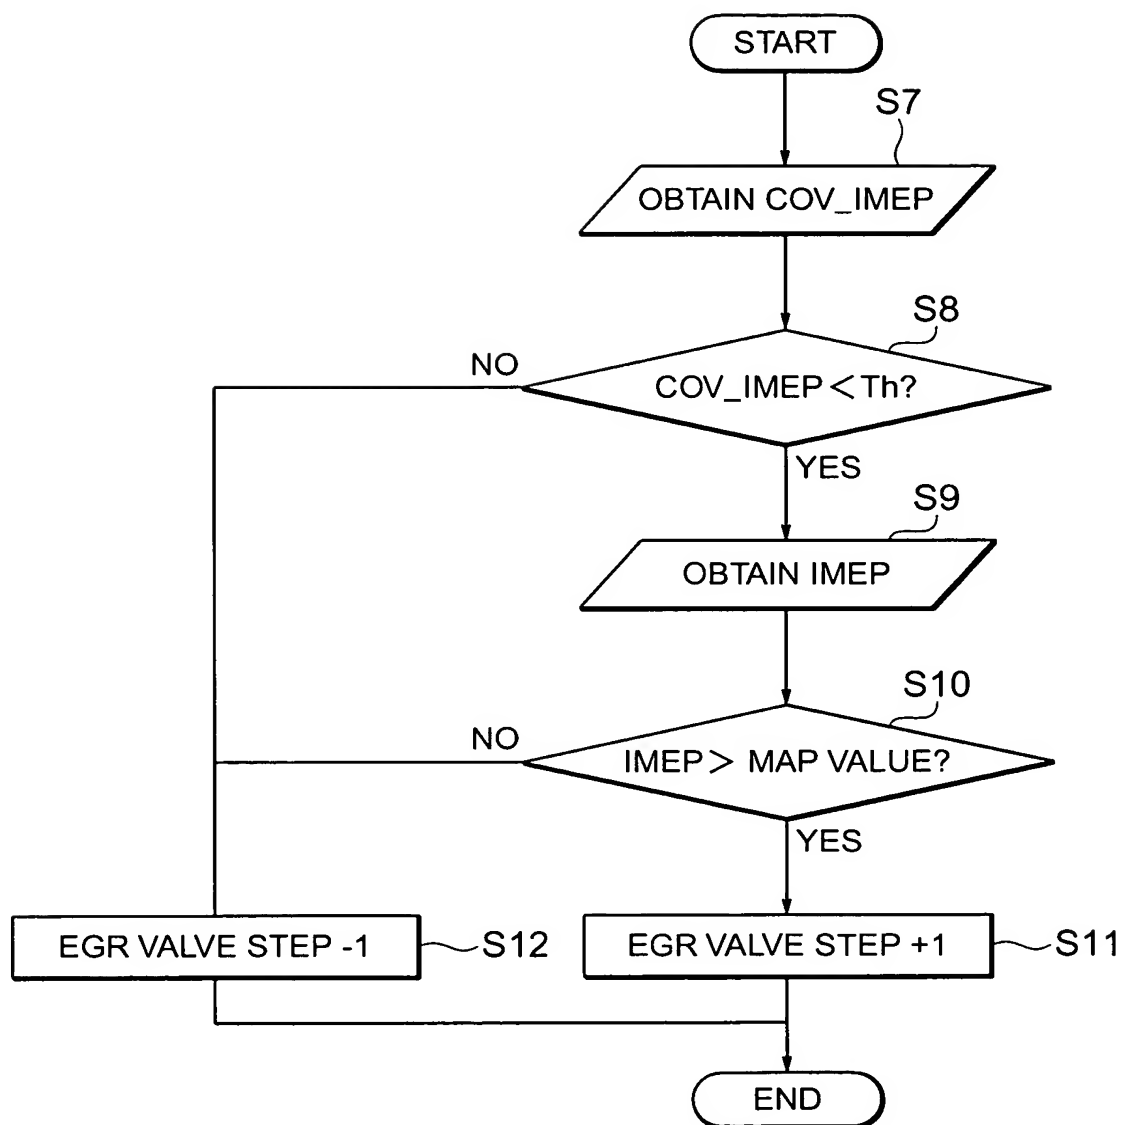 START
S7
OBTAIN COV_IMEP
S8
NO
COV_IMEP<Th?
YES
S9
OBTAIN IMEP
S10
NO
IMEP> MAP VALUE?
YES
EGR VALVE STEP -1
S12
EGR VALVE STEP +1
S11
END